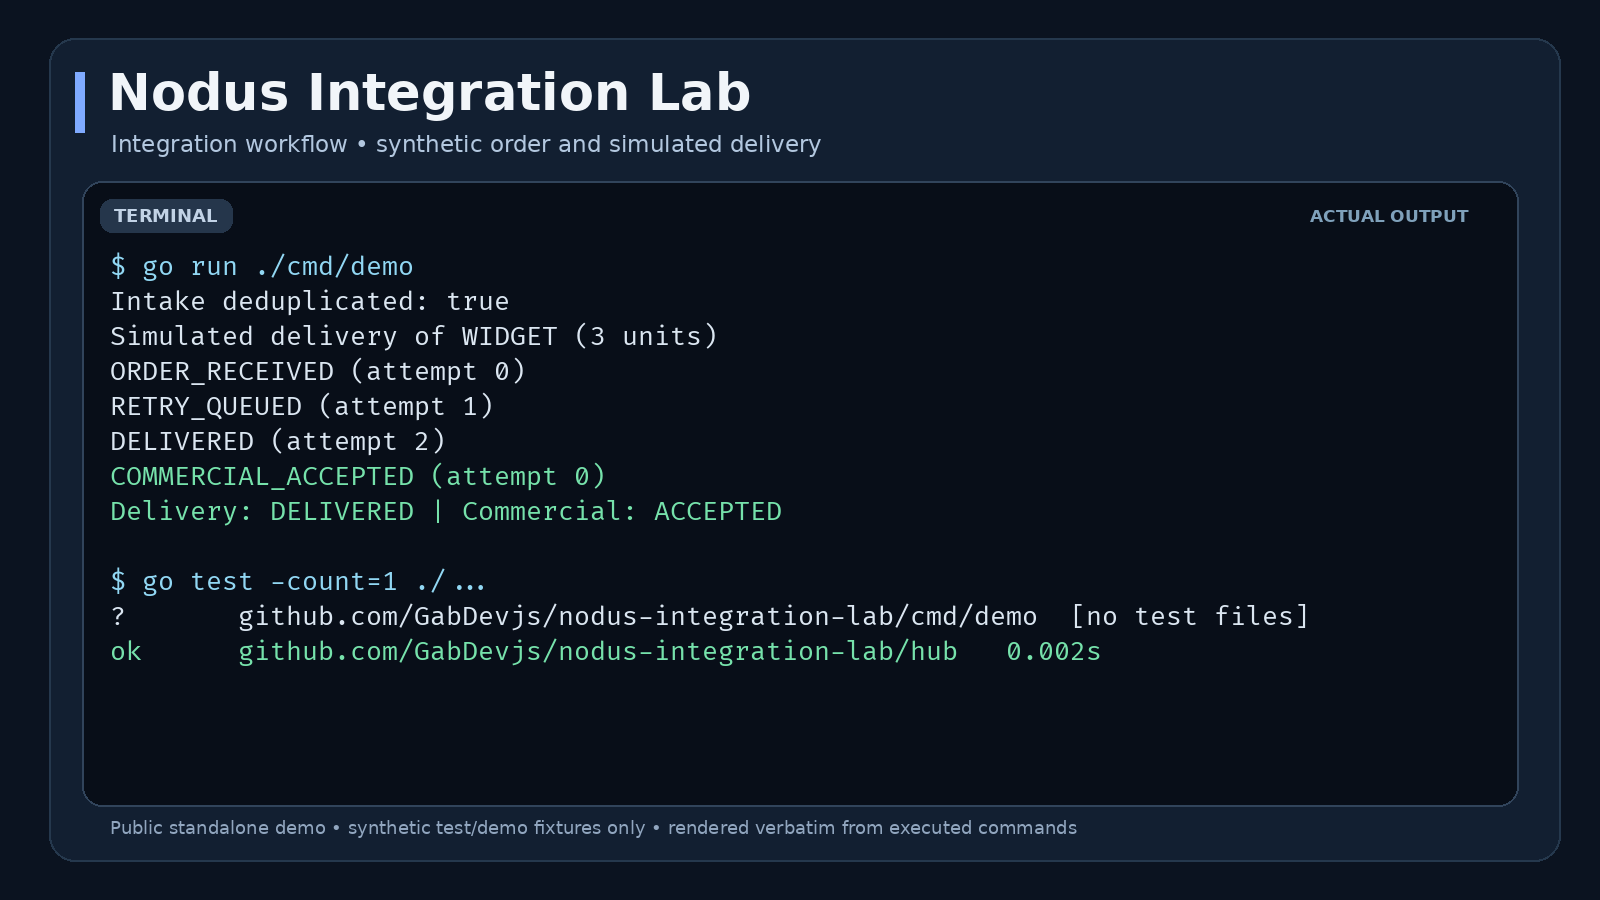 Nodus Integration Lab
Integration workflow • synthetic order and simulated delivery
TERMINAL
ACTUAL OUTPUT
$ go run ./cmd/demo
Intake deduplicated: true
Simulated delivery of WIDGET (3 units)
ORDER_RECEIVED (attempt 0)
RETRY_QUEUED (attempt 1)
DELIVERED (attempt 2)
COMMERCIAL_ACCEPTED (attempt 0)
Delivery: DELIVERED | Commercial: ACCEPTED
$ go test -count=1 ./...
? github.com/GabDevjs/nodus-integration-lab/cmd/demo [no test files]
ok github.com/GabDevjs/nodus-integration-lab/hub 0.002s
Public standalone demo • synthetic test/demo fixtures only • rendered verbatim from executed commands